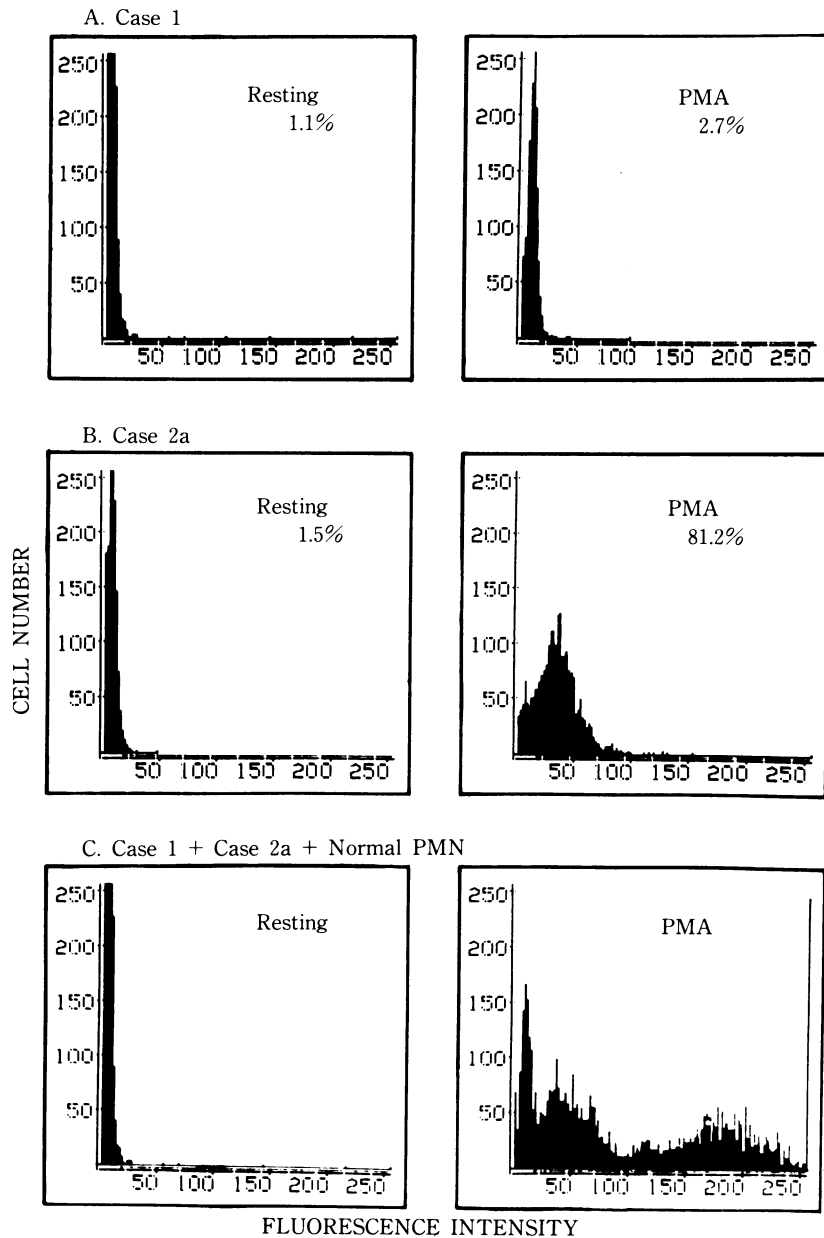 A. Case 1
250
200
150
100
50
Resting
1.1%
50 100 150 200 250
250
200
150
100
50
PMA
2.7%
50 100 150 200 250
B. Case 2a
250
200
150
100
50
Resting
1.5%
50 100 150 200 250
250
200
150
100
50
PMA
81.2%
50 100 150 200 250
CELL NUMBER
C. Case 1 + Case 2a + Normal PMN
250
200
150
100
50
Resting
50 100 150 200 250
250
200
150
100
50
PMA
50 100 150 200 250
FLUORESCENCE INTENSITY